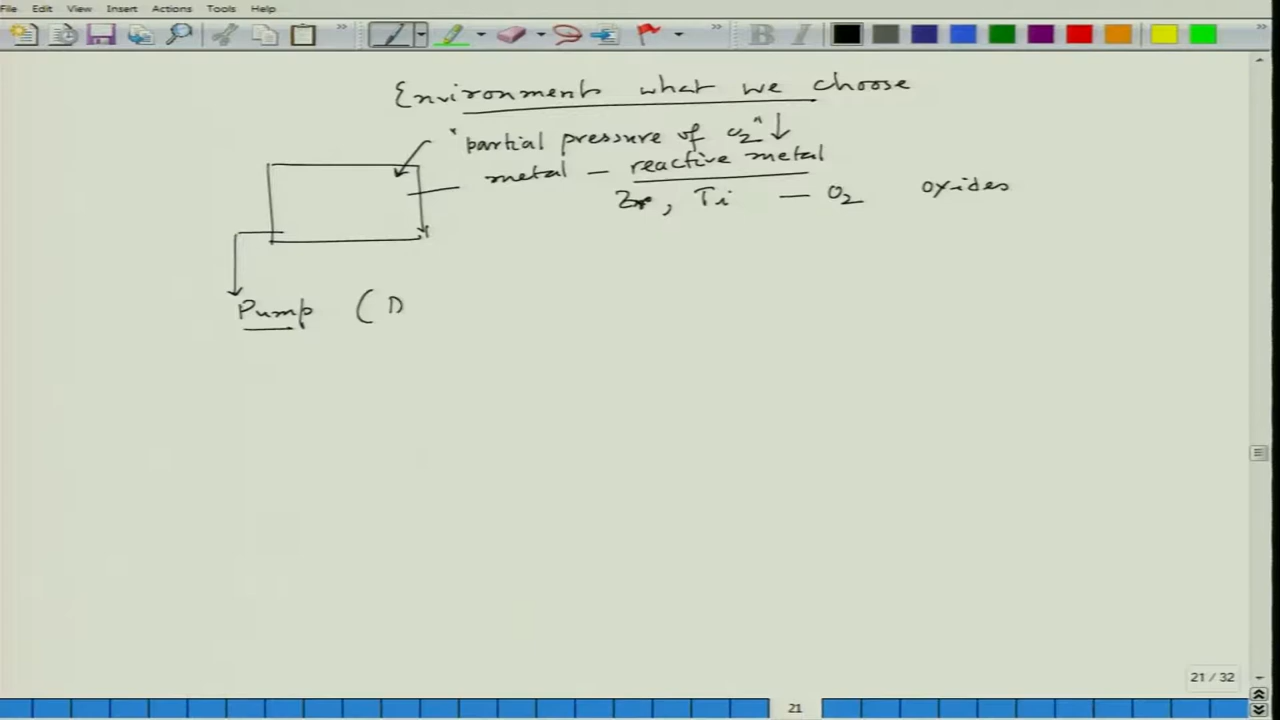 File Edit View Insert Actions Tools Help
Environments what we choose
"partial pressure of O2" ↓
metal — reactive metal
Zr, Ti — O2 oxides
Pump ( D
21 / 32
21